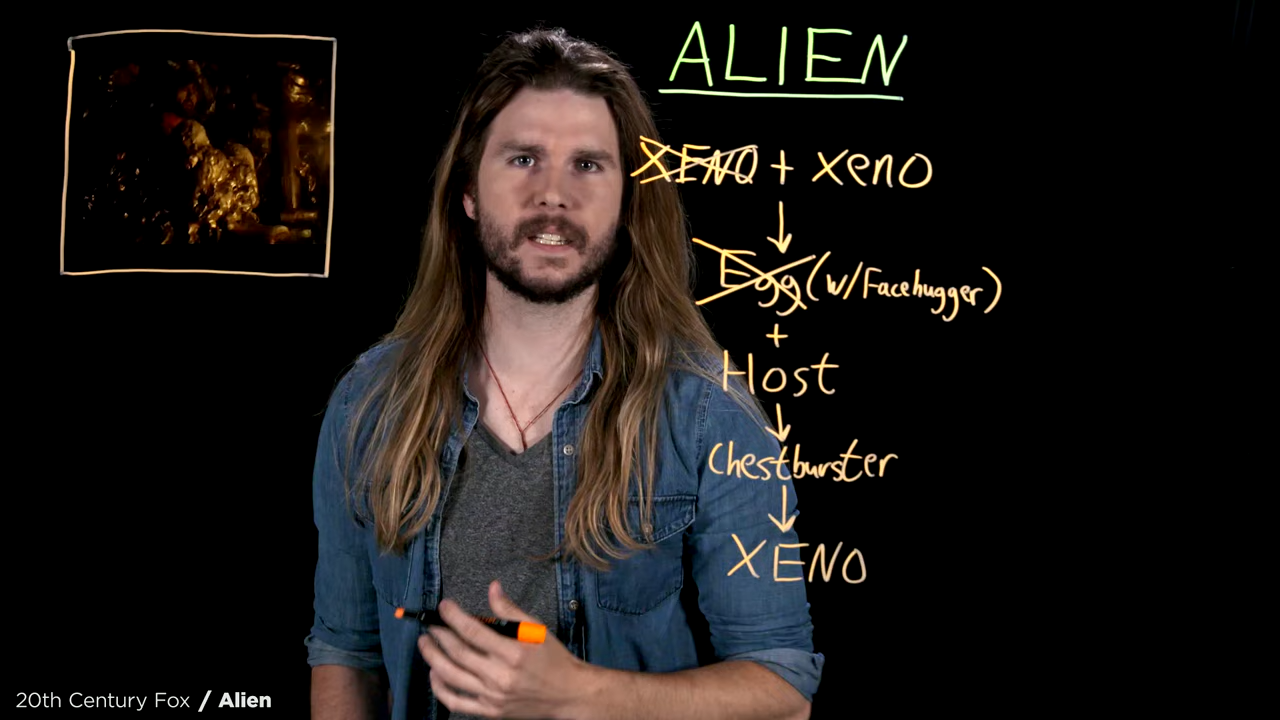 ALIEN
XENO + xeno
Egg (w/Facehugger)
+
Host
Chestburster
XENO
20th Century Fox / Alien